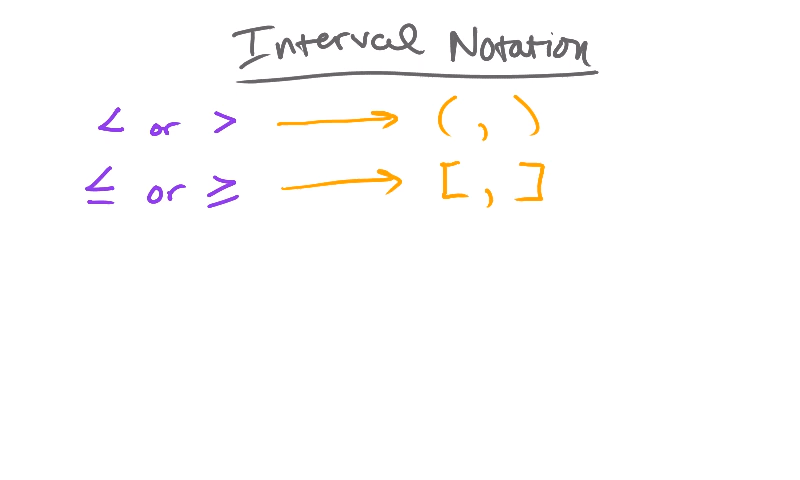 Interval Notation
< or > → ( , )
≤ or ≥ → [ , ]